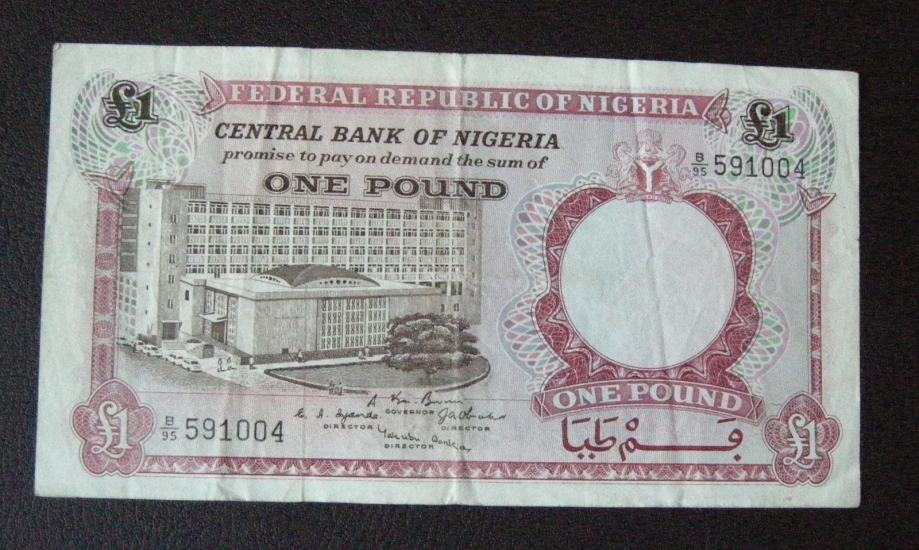 £1
FEDERAL REPUBLIC OF NIGERIA
£1
CENTRAL BANK OF NIGERIA
promise to pay on demand the sum of
ONE POUND
B/95 591004
ONE POUND
£1
B/95 591004
GOVERNOR
DIRECTOR
DIRECTOR
DIRECTOR
£1